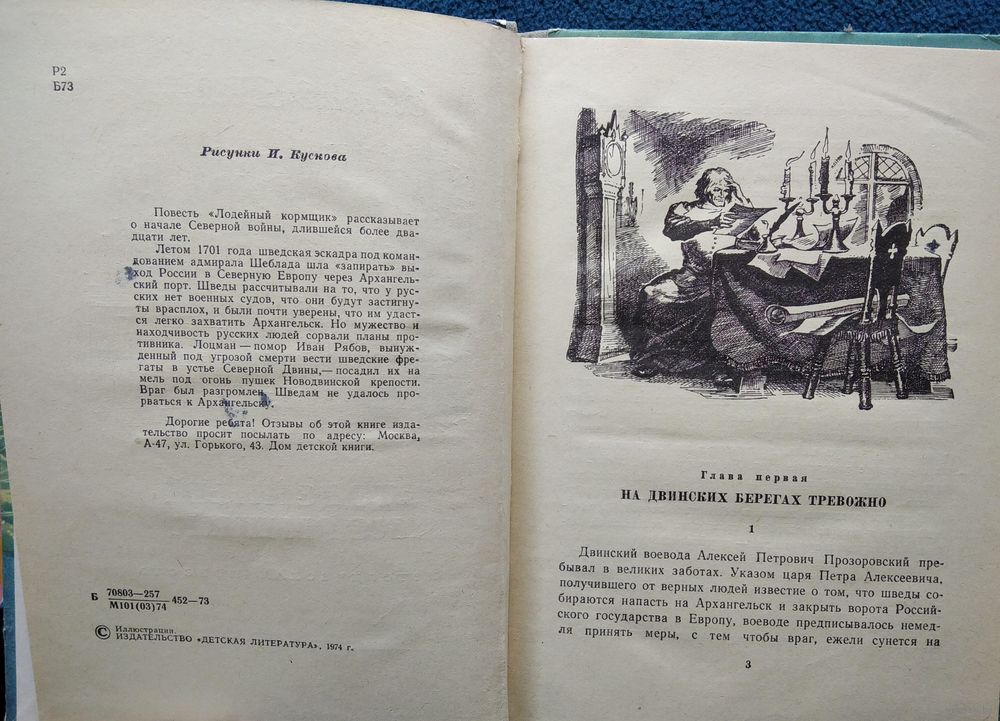 Р2
Б73
Рисунки И. Кускова
Повесть «Лодейный кормщик» рассказывает
о начале Северной войны, длившейся более два-
дцати лет.
Летом 1701 года шведская эскадра под коман-
дованием адмирала Шеблада шла «запирать» вы-
ход России в Северную Европу через Архангель-
ский порт. Шведы рассчитывали на то, что у рус-
ских нет военных судов, что они будут застигну-
ты врасплох, и были почти уверены, что им удаст-
ся легко захватить Архангельск. Но мужество и
находчивость русских людей сорвали планы про-
тивника. Лоцман — помор Иван Рябов, вынуж-
денный под угрозой смерти вести шведские фре-
гаты в устье Северной Двины,— посадил их на
мель под огонь пушек Новодвинской крепости.
Враг был разгромлен. Шведам не удалось про-
рваться к Архангельску.
Дорогие ребята! Отзывы об этой книге изда-
тельство просит посылать по адресу: Москва,
А-47, ул. Горького, 43. Дом детской книги.
Б 70803—257 452—73
М101(03)74
© Иллюстрации.
ИЗДАТЕЛЬСТВО «ДЕТСКАЯ ЛИТЕРАТУРА», 1974 г.
Глава первая
НА ДВИНСКИХ БЕРЕГАХ ТРЕВОЖНО
1
Двинский воевода Алексей Петрович Прозоровский пре-
бывал в великих заботах. Указом царя Петра Алексеевича,
получившего от верных людей известие о том, что шведы со-
бираются напасть на Архангельск и закрыть ворота Россий-
ского государства в Европу, воеводе предписывалось немед-
ля принять меры, с тем чтобы враг, ежели сунется на
3